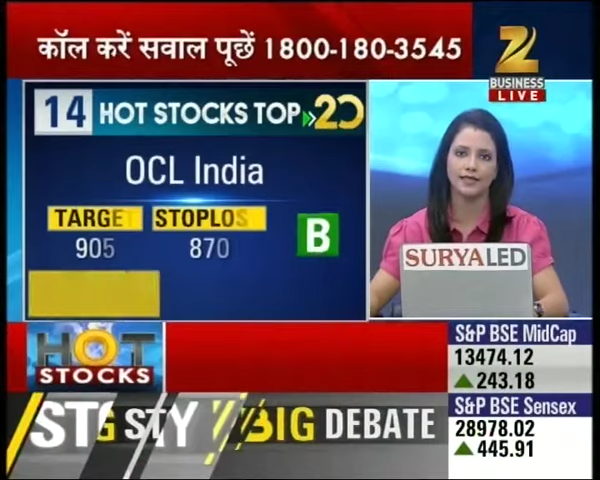 कॉल करें सवाल पूछें 1800-180-3545
Z
BUSINESS
LIVE
14 HOT STOCKS TOP 20
OCL India
TARGET STOPLOS
905 870
B
SURYA LED
HOT
STOCKS
S&P BSE MidCap
13474.12
243.18
S&P BSE Sensex
28978.02
445.91
BIG DEBATE